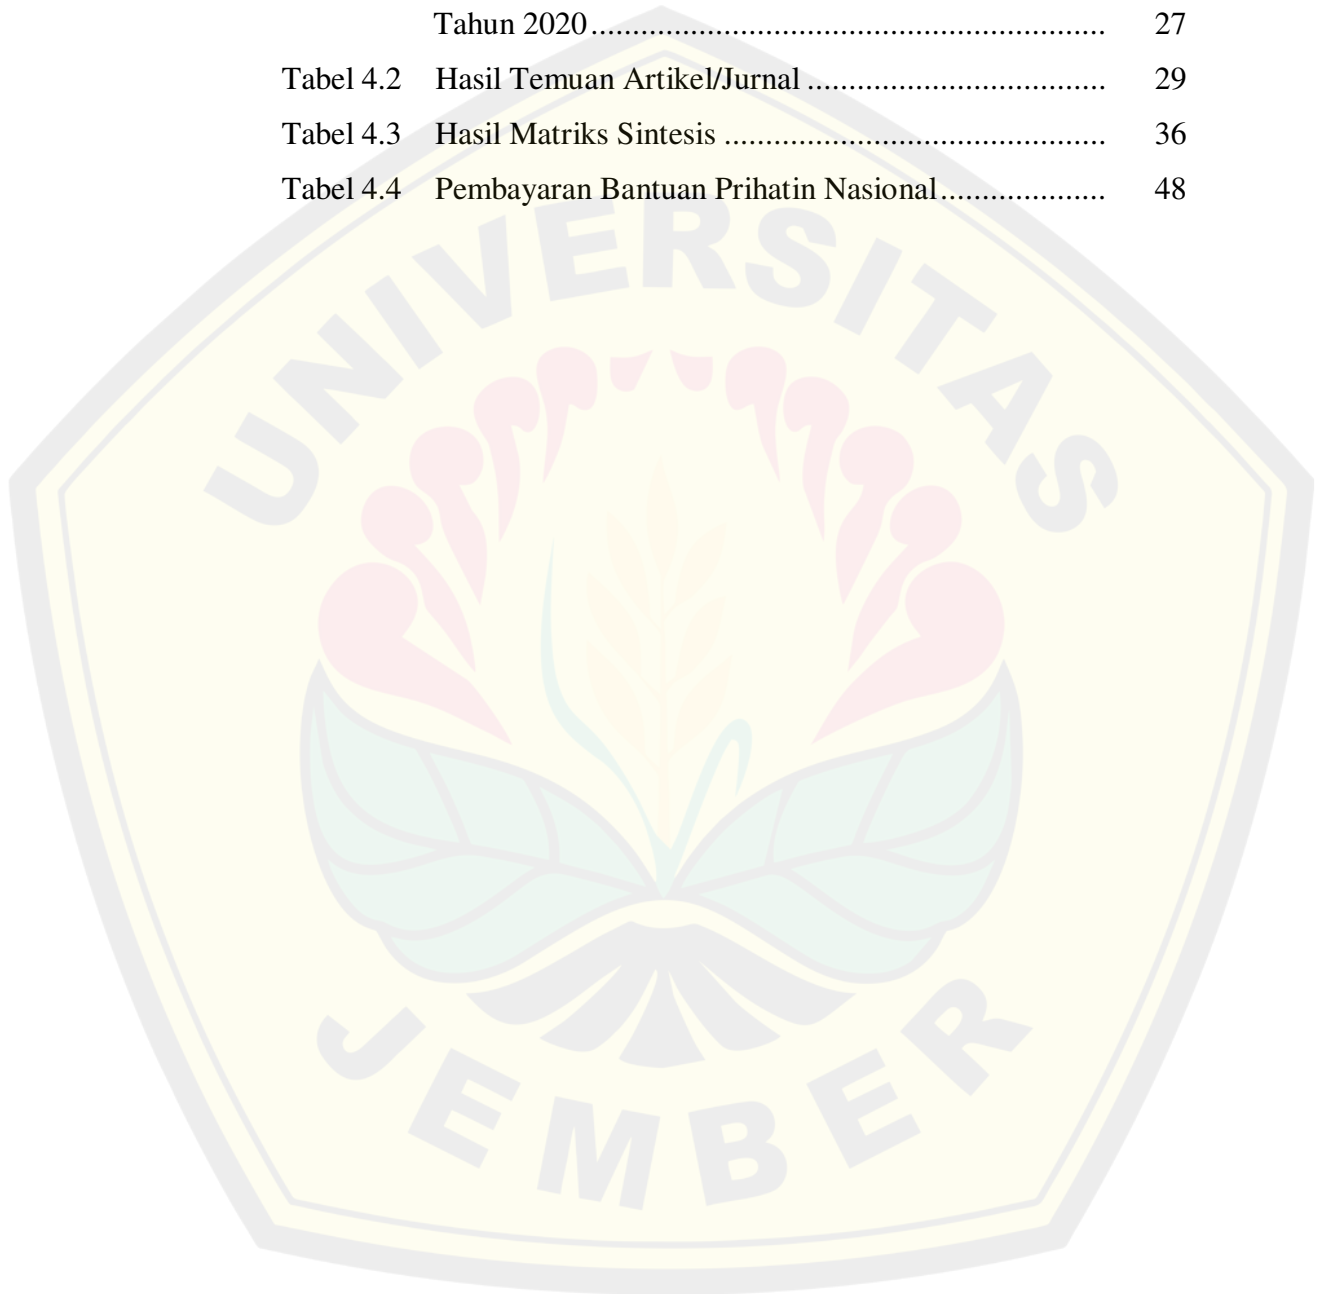 Tahun 2020............................................................... 27
Tabel 4.2 Hasil Temuan Artikel/Jurnal .................................... 29
Tabel 4.3 Hasil Matriks Sintesis .............................................. 36
Tabel 4.4 Pembayaran Bantuan Prihatin Nasional.................... 48
UNIVERSITAS
JEMBER